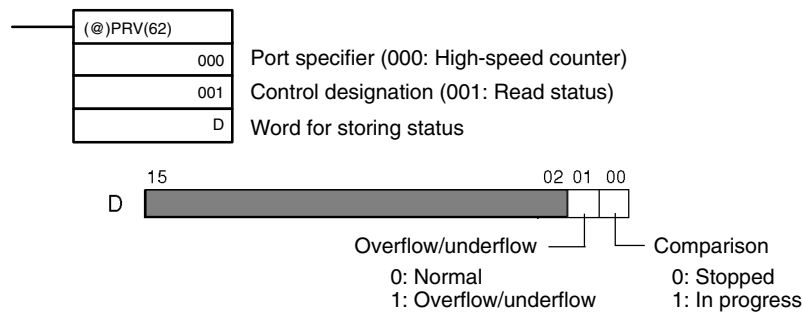 (@)PRV(62)
000 Port specifier (000: High-speed counter)
001 Control designation (001: Read status)
D Word for storing status
15 02 01 00
D
Overflow/underflow Comparison
0: Normal 0: Stopped
1: Overflow/underflow 1: In progress